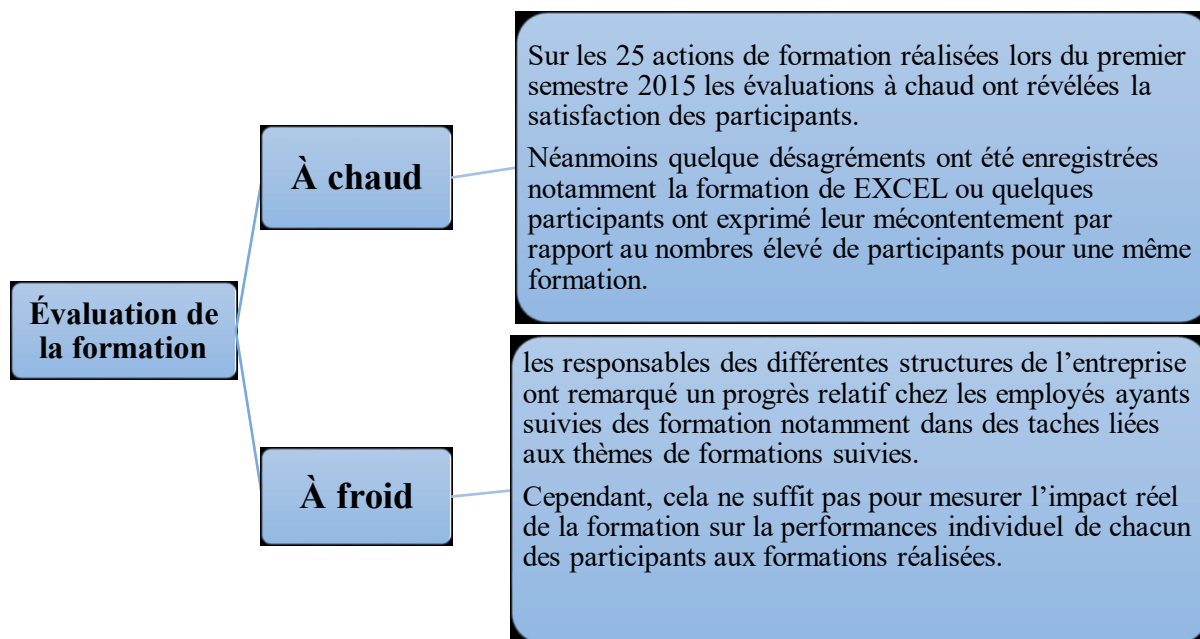 Évaluation de
la formation
À chaud
Sur les 25 actions de formation réalisées lors du premier
semestre 2015 les évaluations à chaud ont révélées la
satisfaction des participants.
Néanmoins quelque désagréments ont été enregistrées
notamment la formation de EXCEL ou quelques
participants ont exprimé leur mécontentement par
rapport au nombres élevé de participants pour une même
formation.
À froid
les responsables des différentes structures de l’entreprise
ont remarqué un progrès relatif chez les employés ayants
suivies des formation notamment dans des taches liées
aux thèmes de formations suivies.
Cependant, cela ne suffit pas pour mesurer l’impact réel
de la formation sur la performances individuel de chacun
des participants aux formations réalisées.